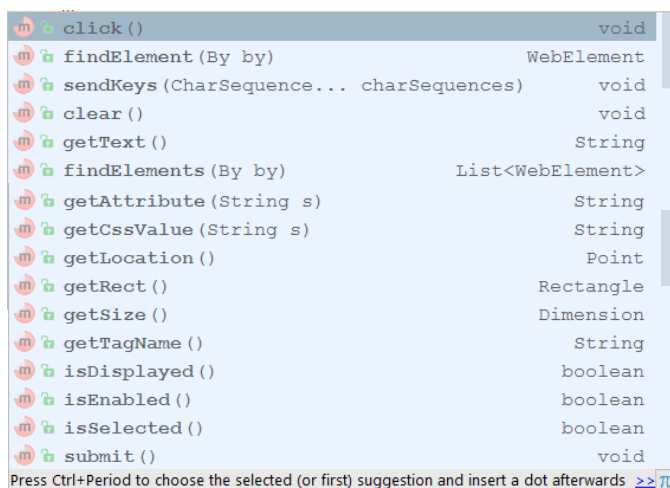 m click() void
m findElement(By by) WebElement
m sendKeys(CharSequence... charSequences) void
m clear() void
m getText() String
m findElements(By by) List<WebElement>
m getAttribute(String s) String
m getCssValue(String s) String
m getLocation() Point
m getRect() Rectangle
m getSize() Dimension
m getTagName() String
m isDisplayed() boolean
m isEnabled() boolean
m isSelected() boolean
m submit() void
Press Ctrl+Period to choose the selected (or first) suggestion and insert a dot afterwards >> π